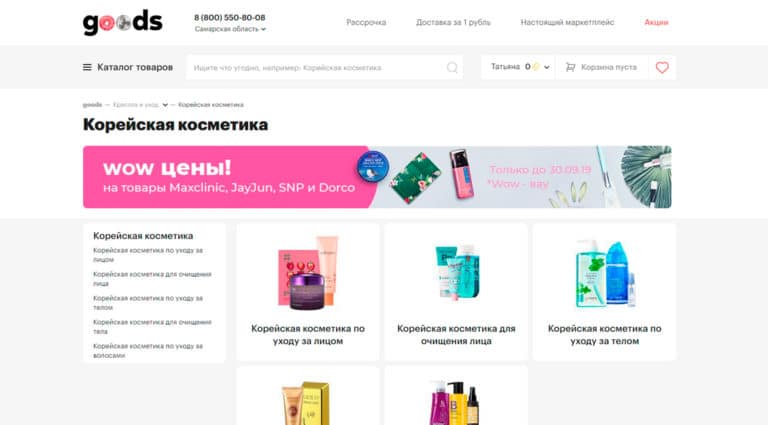 goods
8 (800) 550-80-08
Самарская область
Рассрочка
Доставка за 1 рубль
Настоящий маркетплейс
Акции
Каталог товаров
Ищите что угодно, например: Корейская косметика
Татьяна 0
Корзина пуста
goods — Красота и уход — Корейская косметика
Корейская косметика
wow цены!
на товары Maxclinic, JayJun, SNP и Dorco
Только до 30.09.19
*Wow - вау
Корейская косметика
Корейская косметика по уходу за
лицом
Корейская косметика для очищения
лица
Корейская косметика по уходу за
телом
Корейская косметика для очищения
тела
Корейская косметика по уходу за
волосами
Корейская косметика по
уходу за лицом
Корейская косметика для
очищения лица
Корейская косметика по
уходу за телом